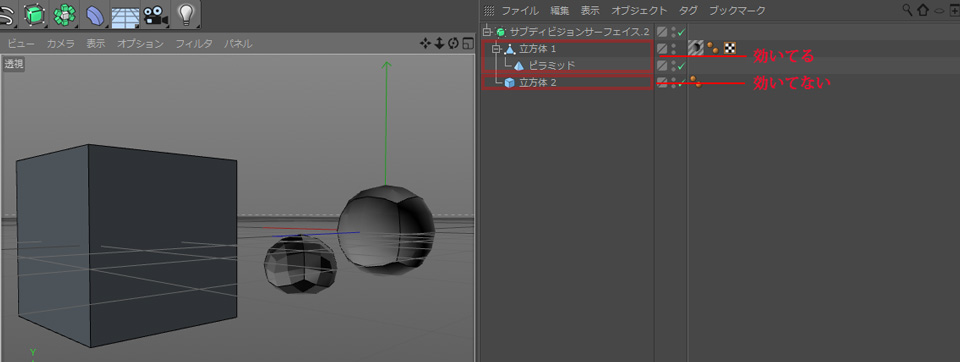 ファイル 編集 表示 オブジェクト タグ ブックマーク
サブディビジョンサーフェイス.2
ビュー カメラ 表示 オプション フィルタ パネル
立方体 1
効いてる
透視
ピラミッド
立方体 2
効いてない
Y